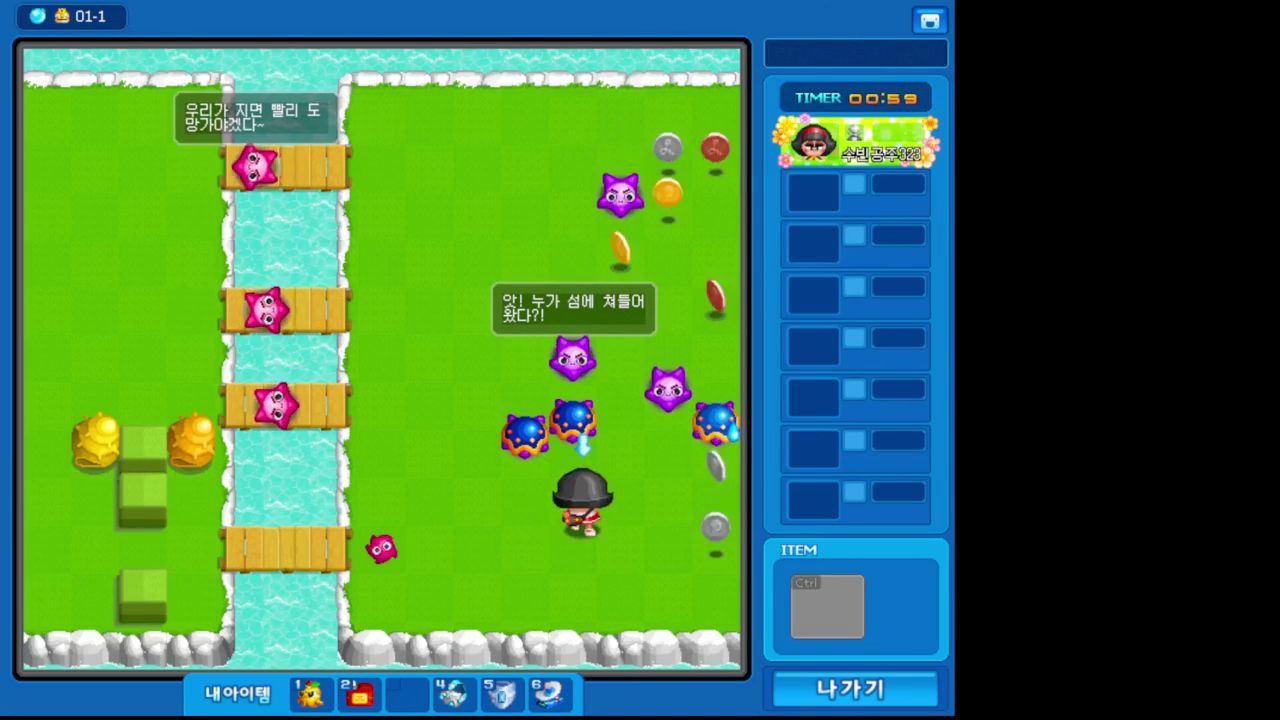 01-1
우리가 지면 빨리 도
망가야겠다~
앗! 누가 섬에 쳐들어
왔다?!
TIMER 00:59
수빈공주323
ITEM
Ctrl
내아이템
1
2
4
5
6
나가기